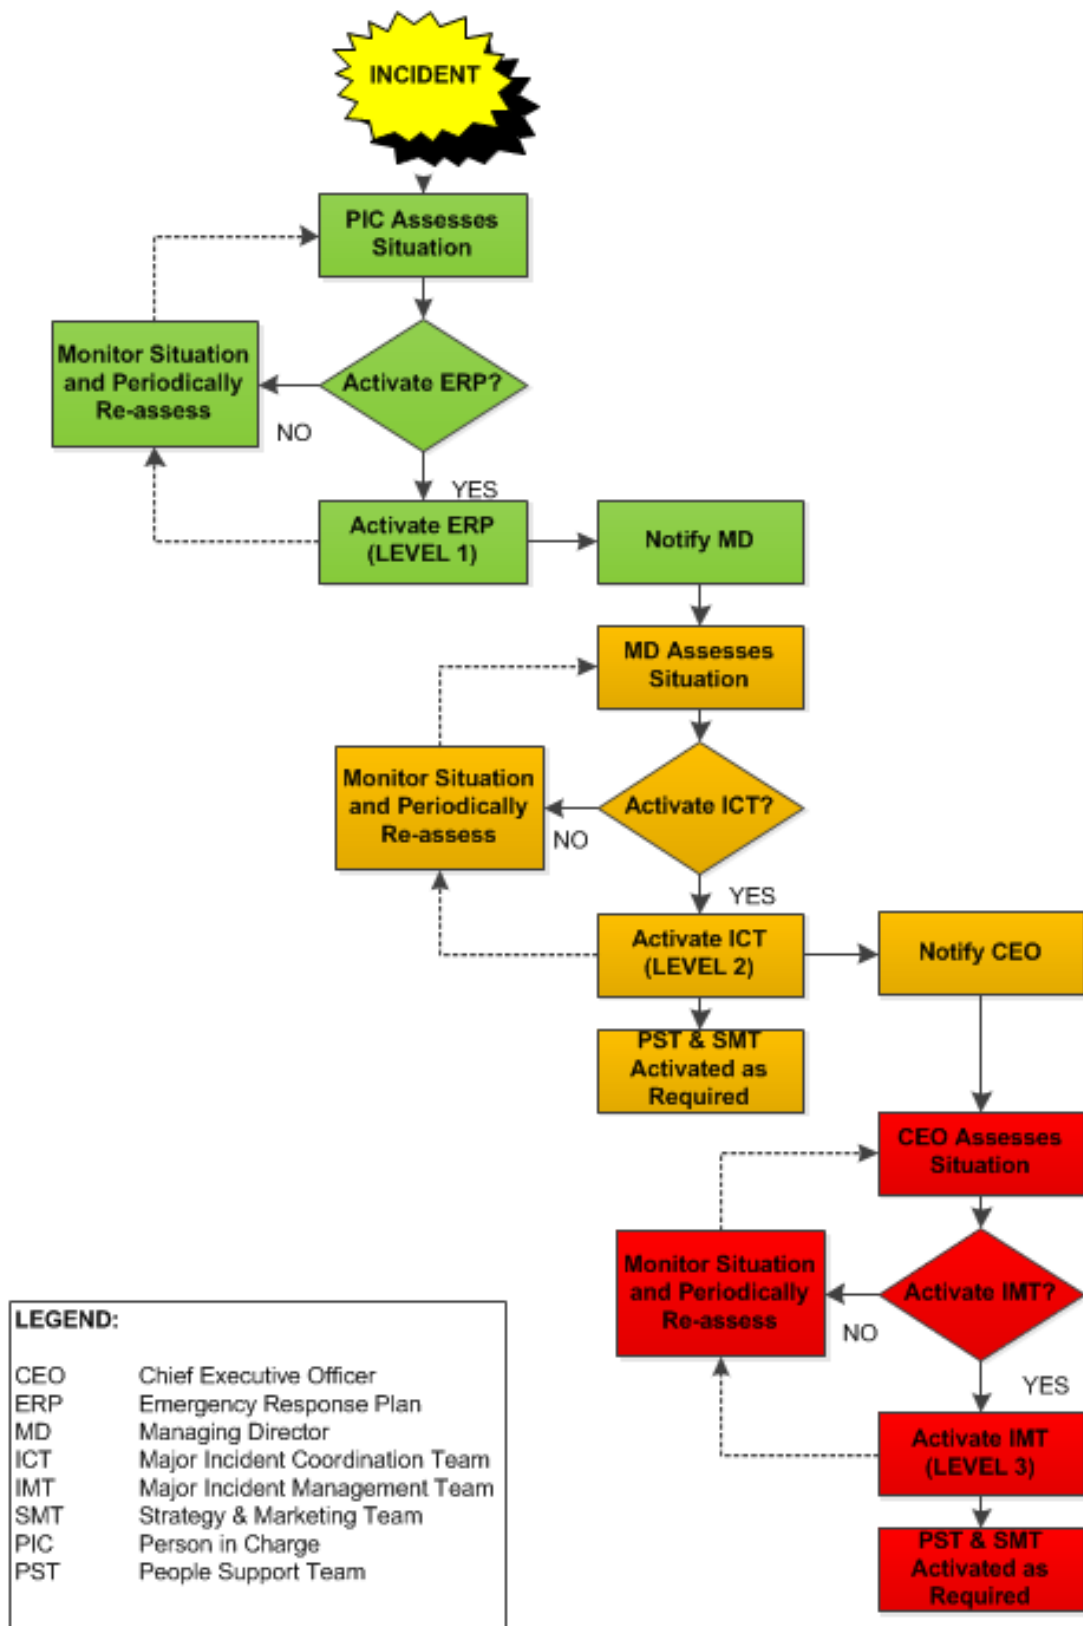 INCIDENT
PIC Assesses
Situation
Monitor Situation
and Periodically
Re-assess
Activate ERP?
NO
YES
Activate ERP
(LEVEL 1)
Notify MD
MD Assesses
Situation
Monitor Situation
and Periodically
Re-assess
Activate ICT?
NO
YES
Activate ICT
(LEVEL 2)
Notify CEO
PST & SMT
Activated as
Required
CEO Assesses
Situation
Monitor Situation
and Periodically
Re-assess
Activate IMT?
NO
YES
Activate IMT
(LEVEL 3)
PST & SMT
Activated as
Required
LEGEND:
CEO Chief Executive Officer
ERP Emergency Response Plan
MD Managing Director
ICT Major Incident Coordination Team
IMT Major Incident Management Team
SMT Strategy & Marketing Team
PIC Person in Charge
PST People Support Team